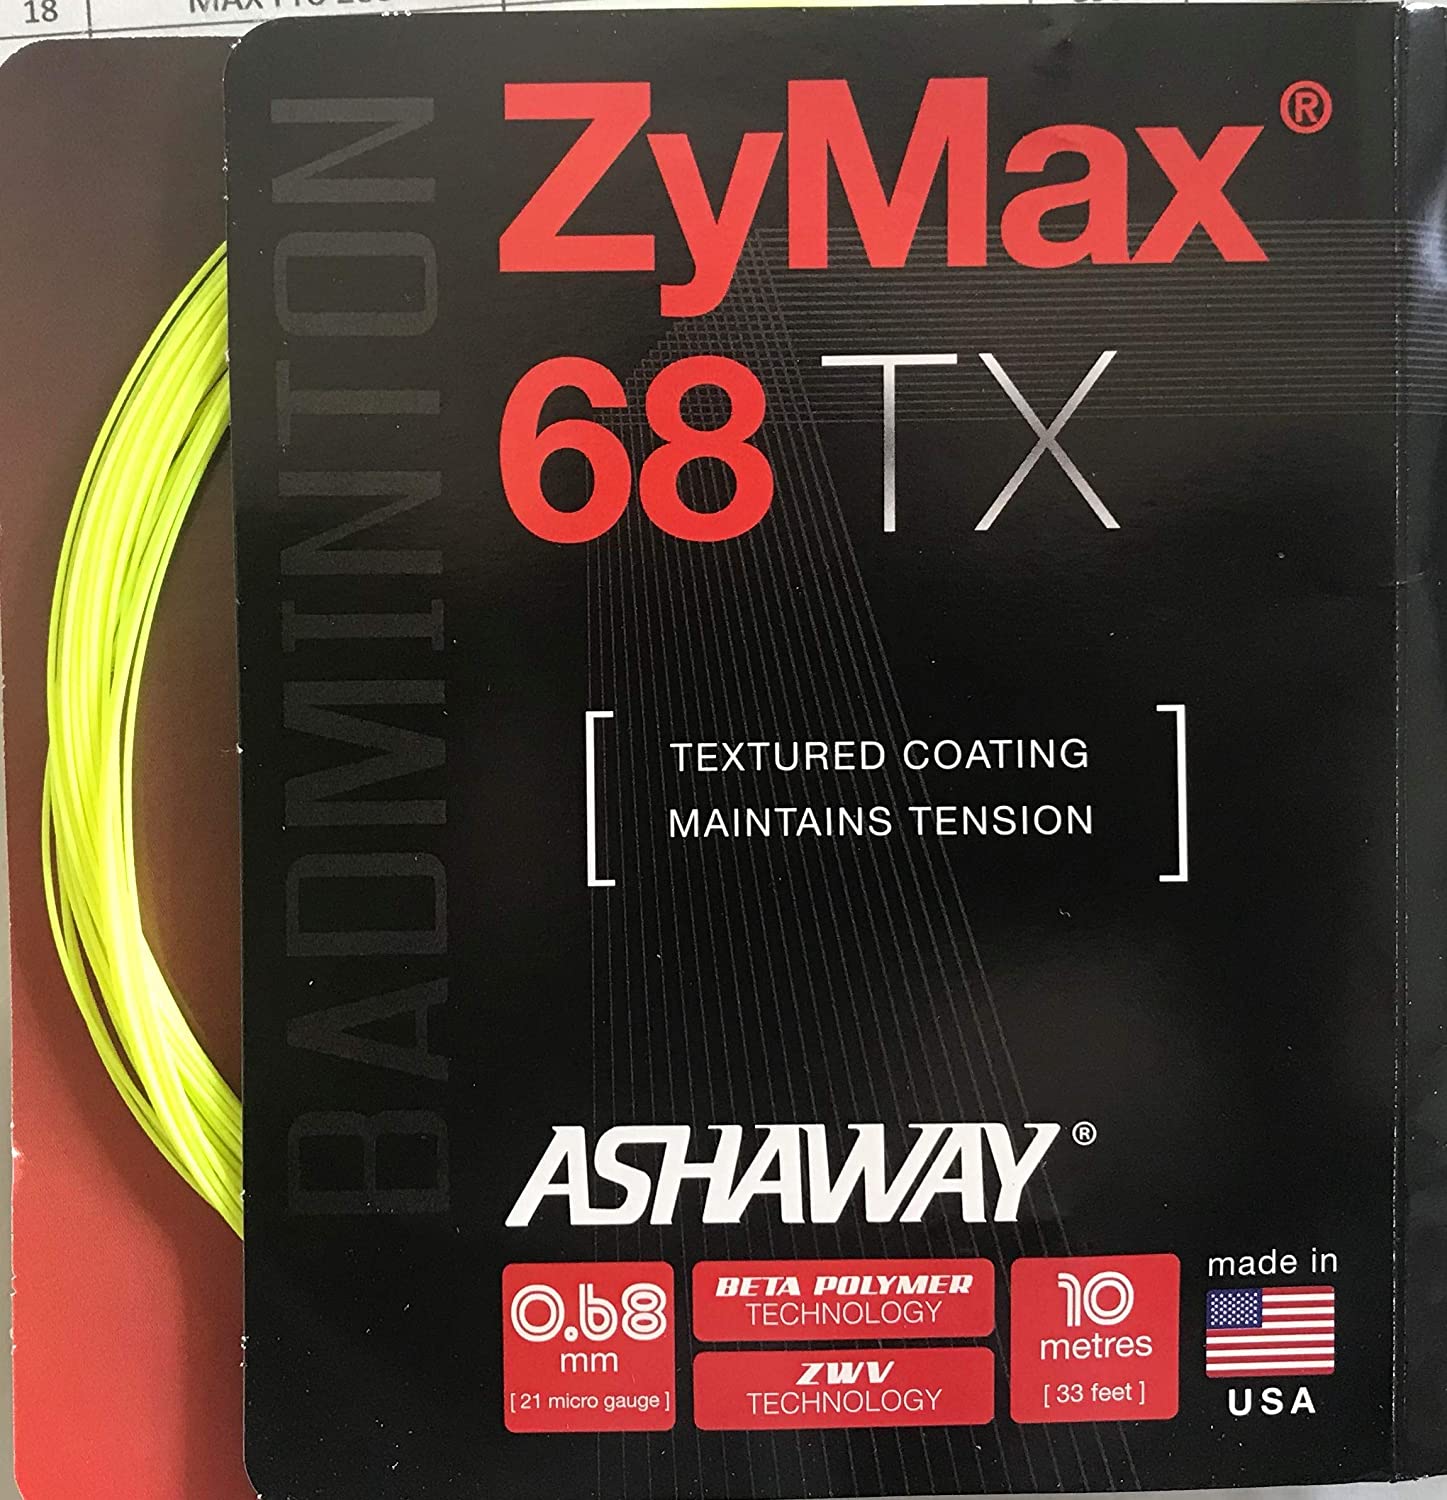 18
BADMINTON
ZyMax®
68 TX
TEXTURED COATING
MAINTAINS TENSION
ASHAWAY®
0.68
mm
[ 21 micro gauge ]
BETA POLYMER
TECHNOLOGY
ZWV
TECHNOLOGY
10
metres
[ 33 feet ]
made in
USA